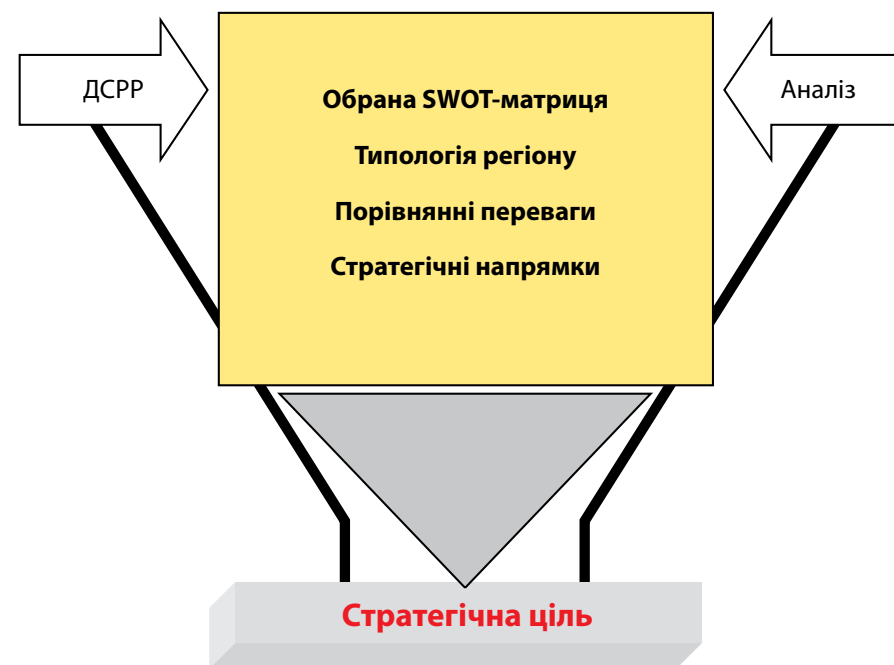 ДСРР
Обрана SWOT-матриця
Типологія регіону
Порівнянні переваги
Стратегічні напрямки
Аналіз
Стратегічна ціль